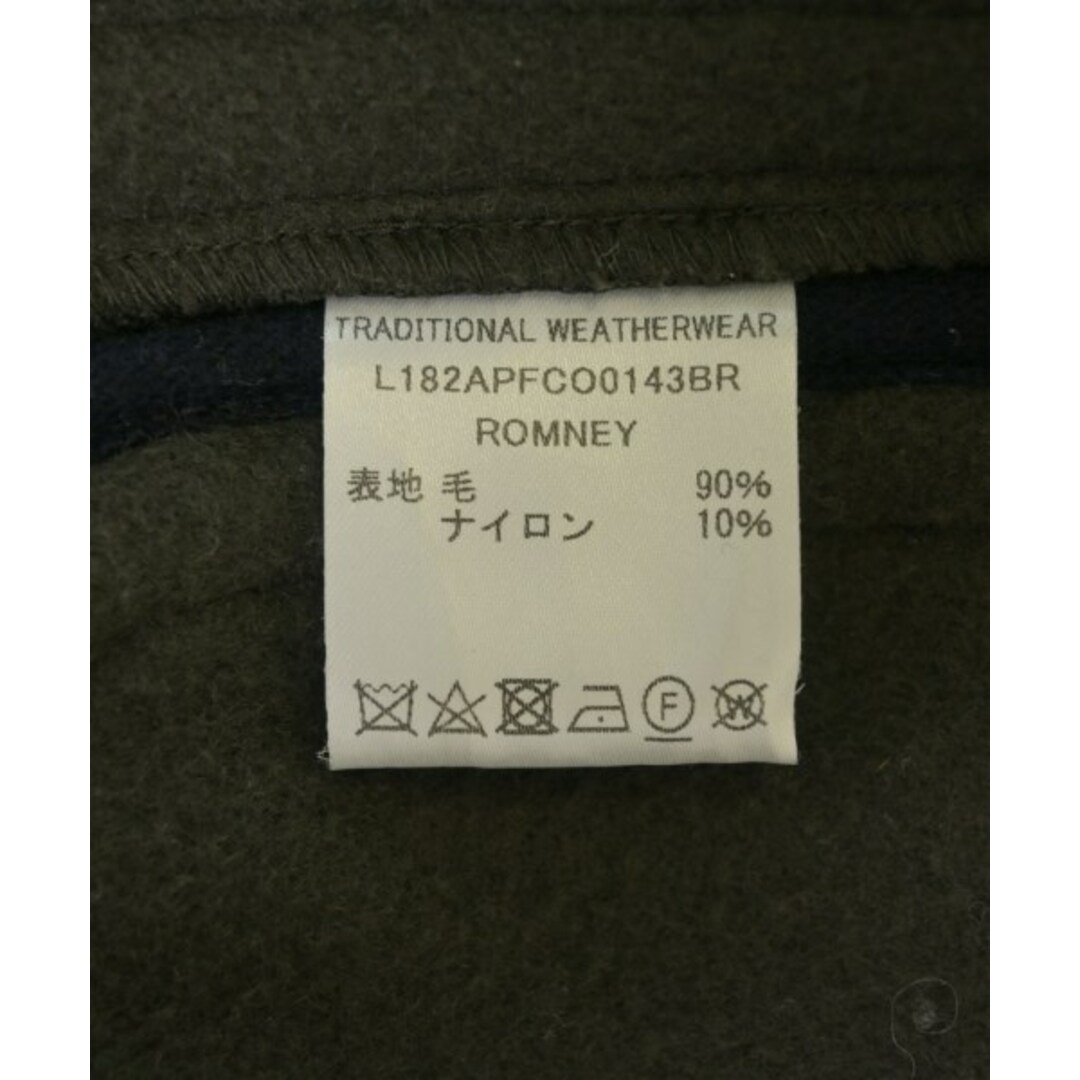 TRADITIONAL WEATHERWEAR
L182APFCO0143BR
ROMNEY
表地 毛 90%
ナイロン 10%
F W